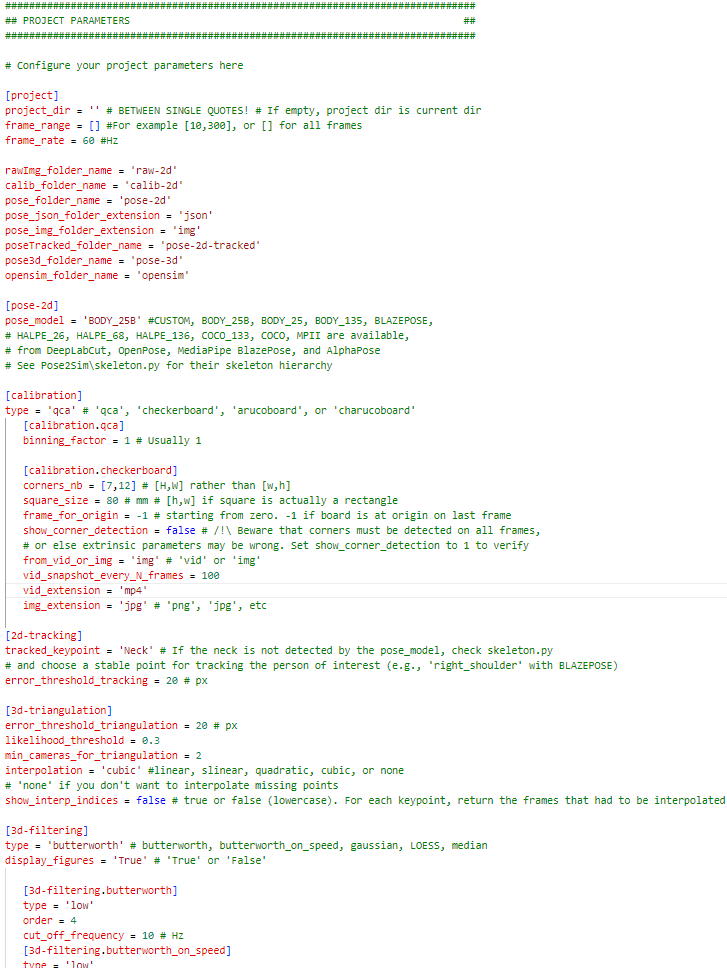 ###############################################################################
## PROJECT PARAMETERS                                                        ##
###############################################################################
# Configure your project parameters here
[project]
project_dir = '' # BETWEEN SINGLE QUOTES! # If empty, project dir is current dir
frame_range = [] #For example [10,300], or [] for all frames
frame_rate = 60 #Hz
rawImg_folder_name = 'raw-2d'
calib_folder_name = 'calib-2d'
pose_folder_name = 'pose-2d'
pose_json_folder_extension = 'json'
pose_img_folder_extension = 'img'
poseTracked_folder_name = 'pose-2d-tracked'
pose3d_folder_name = 'pose-3d'
opensim_folder_name = 'opensim'
[pose-2d]
pose_model = 'BODY_25B' #CUSTOM, BODY_25B, BODY_25, BODY_135, BLAZEPOSE,
# HALPE_26, HALPE_68, HALPE_136, COCO_133, COCO, MPII are available,
# from DeepLabCut, OpenPose, MediaPipe BlazePose, and AlphaPose
# See Pose2Sim\skeleton.py for their skeleton hierarchy
[calibration]
type = 'qca' # 'qca', 'checkerboard', 'arucoboard', or 'charucoboard'
[calibration.qca]
binning_factor = 1 # Usually 1
[calibration.checkerboard]
corners_nb = [7,12] # [H,W] rather than [w,h]
square_size = 80 # mm # [h,w] if square is actually a rectangle
frame_for_origin = -1 # starting from zero. -1 if board is at origin on last frame
show_corner_detection = false # /!\ Beware that corners must be detected on all frames,
# or else extrinsic parameters may be wrong. Set show_corner_detection to 1 to verify
from_vid_or_img = 'img' # 'vid' or 'img'
vid_snapshot_every_N_frames = 100
vid_extension = 'mp4'
img_extension = 'jpg' # 'png', 'jpg', etc
[2d-tracking]
tracked_keypoint = 'Neck' # If the neck is not detected by the pose_model, check skeleton.py
# and choose a stable point for tracking the person of interest (e.g., 'right_shoulder' with BLAZEPOSE)
error_threshold_tracking = 20 # px
[3d-triangulation]
error_threshold_triangulation = 20 # px
likelihood_threshold = 0.3
min_cameras_for_triangulation = 2
interpolation = 'cubic' #linear, slinear, quadratic, cubic, or none
# 'none' if you don't want to interpolate missing points
show_interp_indices = false # true or false (lowercase). For each keypoint, return the frames that had to be interpolated
[3d-filtering]
type = 'butterworth' # butterworth, butterworth_on_speed, gaussian, LOESS, median
display_figures = 'True' # 'True' or 'False'
[3d-filtering.butterworth]
type = 'low'
order = 4
cut_off_frequency = 10 # Hz
[3d-filtering.butterworth_on_speed]
type = 'low'